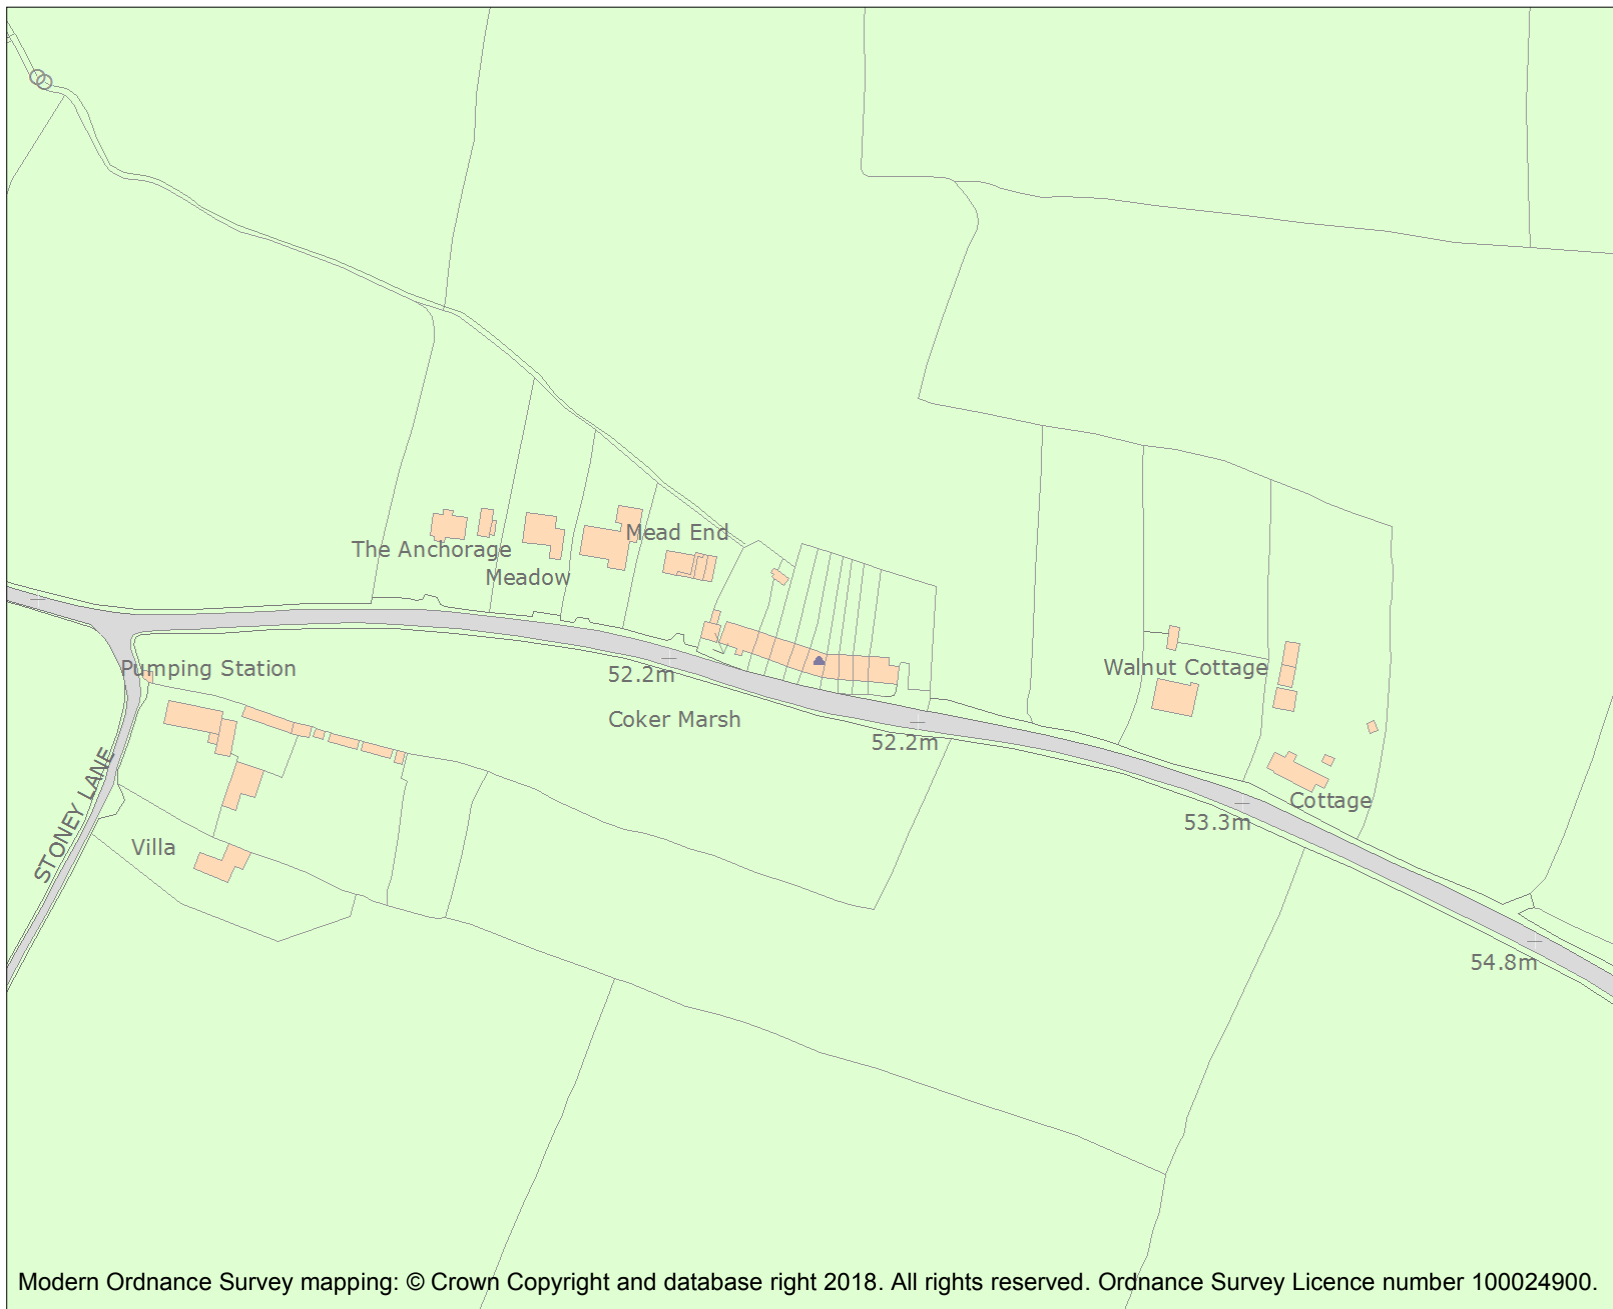 Mead End
The Anchorage
Meadow
Pumping Station
52.2m
Walnut Cottage
Coker Marsh
52.2m
STONEY LANE
Cottage
53.3m
Villa
54.8m
Modern Ordnance Survey mapping: © Crown Copyright and database right 2018. All rights reserved. Ordnance Survey Licence number 100024900.